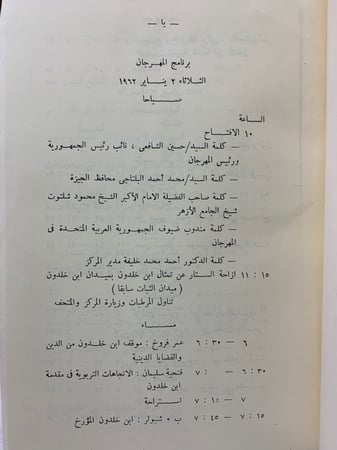 — يا —
برنامج المهرجان
الثلاثاء ٢ يناير ١٩٦٢
صباحا
الساعة
١٠ الافتتاح
— كلمة السيد/حسين الشافعى ، نائب رئيس الجمهورية
ورئيس المهرجان
— كلمة السيد/محمد أحمد البلتاجى محافظ الجيزة
— كلمة صاحب الفضيلة الامام الأكبر الشيخ محمود شلتوت
شيخ الجامع الأزهر
— كلمة مندوب ضيوف الجمهورية العربية المتحدة فى
المهرجان
— كلمة الدكتور أحمد محمد خليفة مدير المركز
١٥ : ١١ ازاحة الستار عن تمثال ابن خلدون بميدان ابن خلدون
( ميدان الثبات سابقا )
تناول المرطبات وزيارة المركز والمتحف
مساء
٦ — ٣٠ : ٦ عمر فروخ : موقف ابن خلدون من الدين
والقضايا الدينية
٣٠ : ٦ — ٧ فتحية سليمان : الاتجاهات التربوية فى مقدمة
ابن خلدون
٧ — ١٥ : ٧ استراحة
١٥ : ٧ — ٤٥ : ٧ ب . شبولر : ابن خلدون المؤرخ